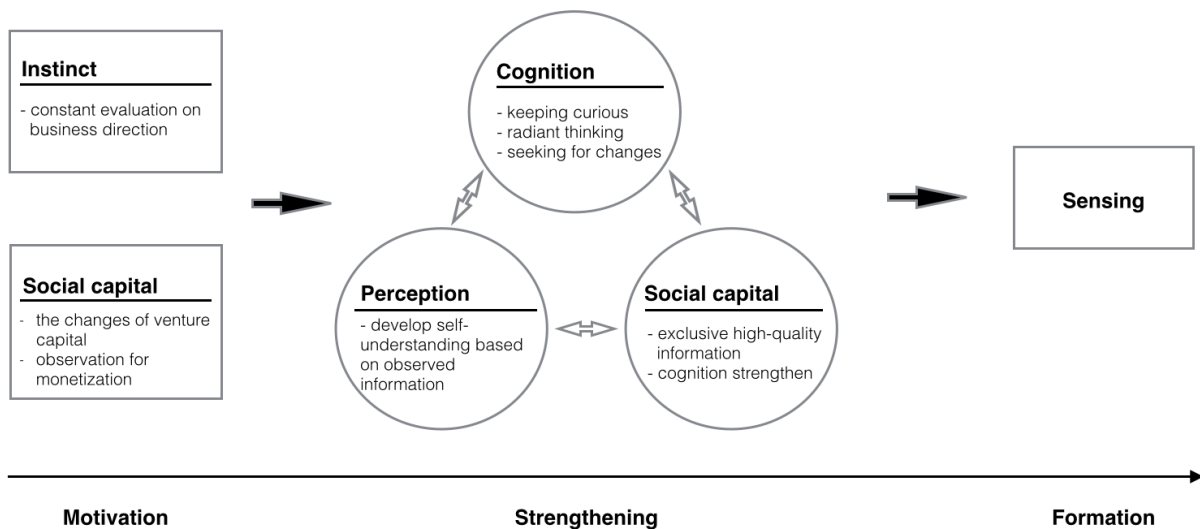 Instinct
- constant evaluation on
business direction
Social capital
- the changes of venture
capital
- observation for
monetization
Cognition
- keeping curious
- radiant thinking
- seeking for changes
Perception
- develop self-
understanding based
on observed
information
Social capital
- exclusive high-quality
information
- cognition strengthen
Sensing
Motivation
Strengthening
Formation